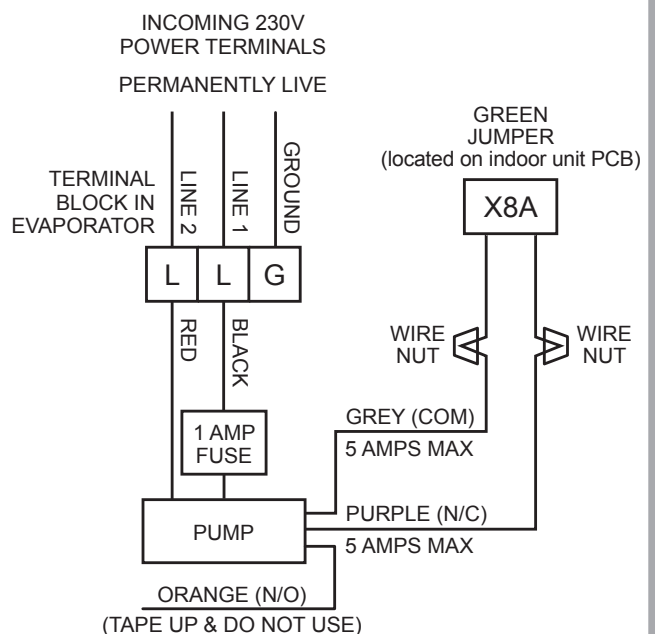 INCOMING 230V
POWER TERMINALS
PERMANENTLY LIVE
GREEN
JUMPER
(located on indoor unit PCB)
X8A
TERMINAL
BLOCK IN
EVAPORATOR
LINE 2
LINE 1
GROUND
L
L
G
RED
BLACK
WIRE
NUT
WIRE
NUT
1 AMP
FUSE
GREY (COM)
5 AMPS MAX
PUMP
PURPLE (N/C)
5 AMPS MAX
ORANGE (N/O)
(TAPE UP & DO NOT USE)